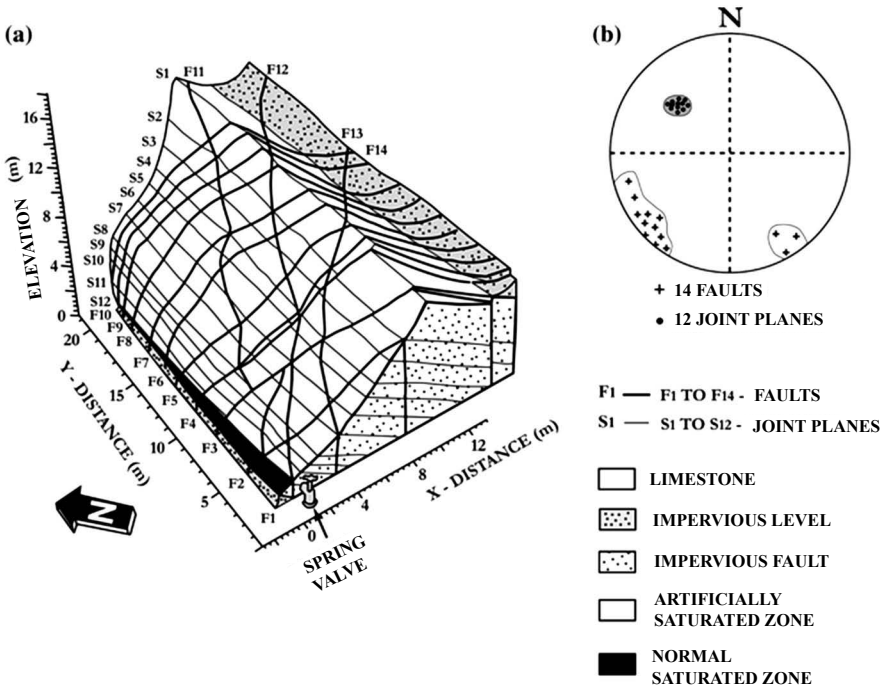 (a)
S1 F11
F12
S2
S3
S4
S5
S6
S7
S8
S9
S10
S11
S12
F13
F14
F10
F9
F8
F7
F6
F5
F4
F3
F2
F1
16
12
8
4
0
ELEVATION (m)
20
15
10
5
Y - DISTANCE (m)
0
4
8
12
X - DISTANCE (m)
N
SPRING
VALVE
(b)
N
+ 14 FAULTS
• 12 JOINT PLANES
F1 — F1 TO F14 - FAULTS
S1 — S1 TO S12 - JOINT PLANES
LIMESTONE
IMPERVIOUS LEVEL
IMPERVIOUS FAULT
ARTIFICIALLY
SATURATED ZONE
NORMAL
SATURATED ZONE